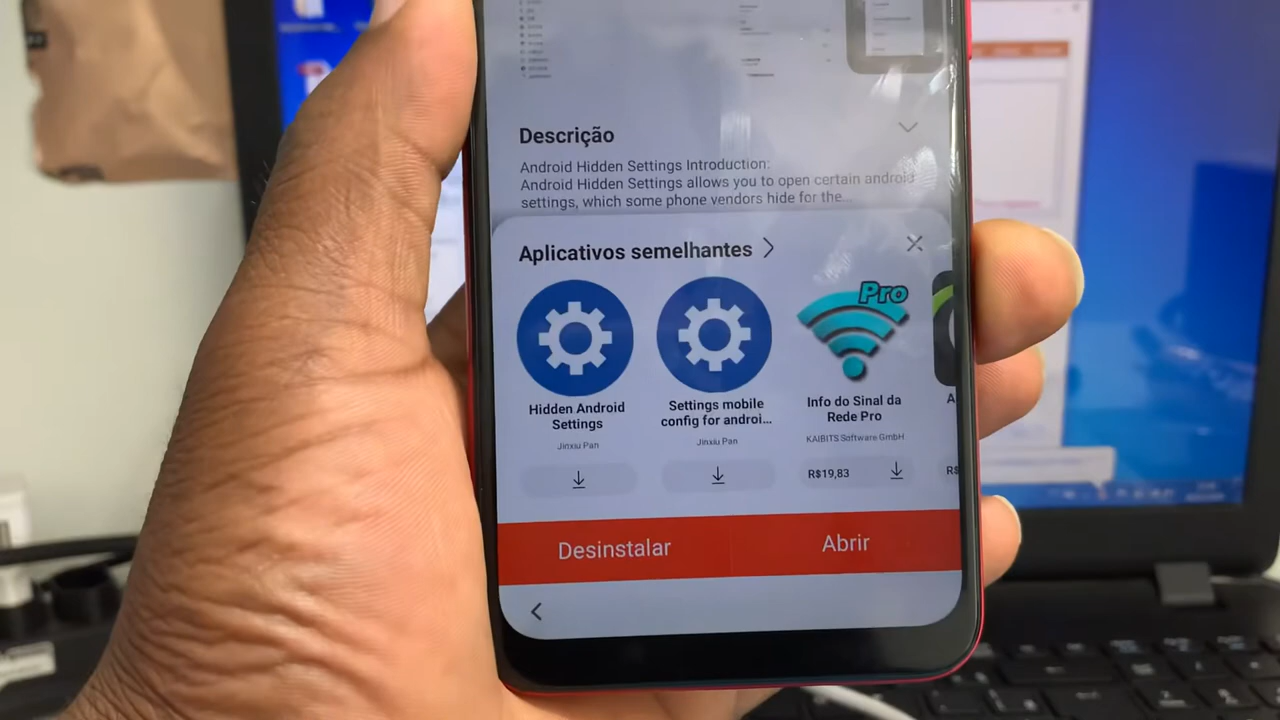 Descrição
Android Hidden Settings Introduction:
Android Hidden Settings allows you to open certain android
settings, which some phone vendors hide for the...
Aplicativos semelhantes
Hidden Android
Settings
Jinxiu Pan
Settings mobile
config for androi...
Jinxiu Pan
Pro
Info do Sinal da
Rede Pro
KAIBITS Software GmbH
R$19,83
A
R$
Desinstalar
Abrir